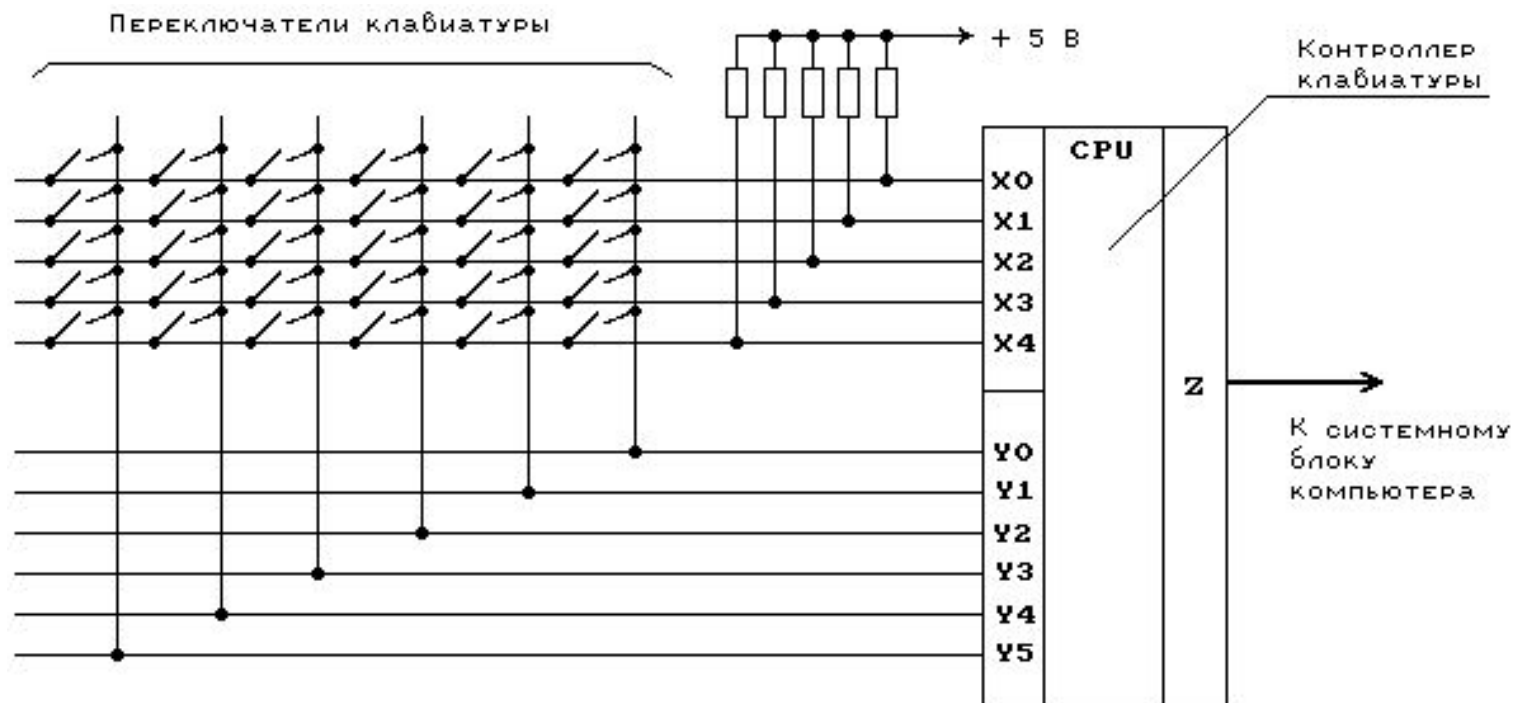 Переключатели клавиатуры
+ 5 В
Контроллер
клавиатуры
CPU
X0
X1
X2
X3
X4
Z
Y0
Y1
Y2
Y3
Y4
Y5
К системному
блоку
компьютера